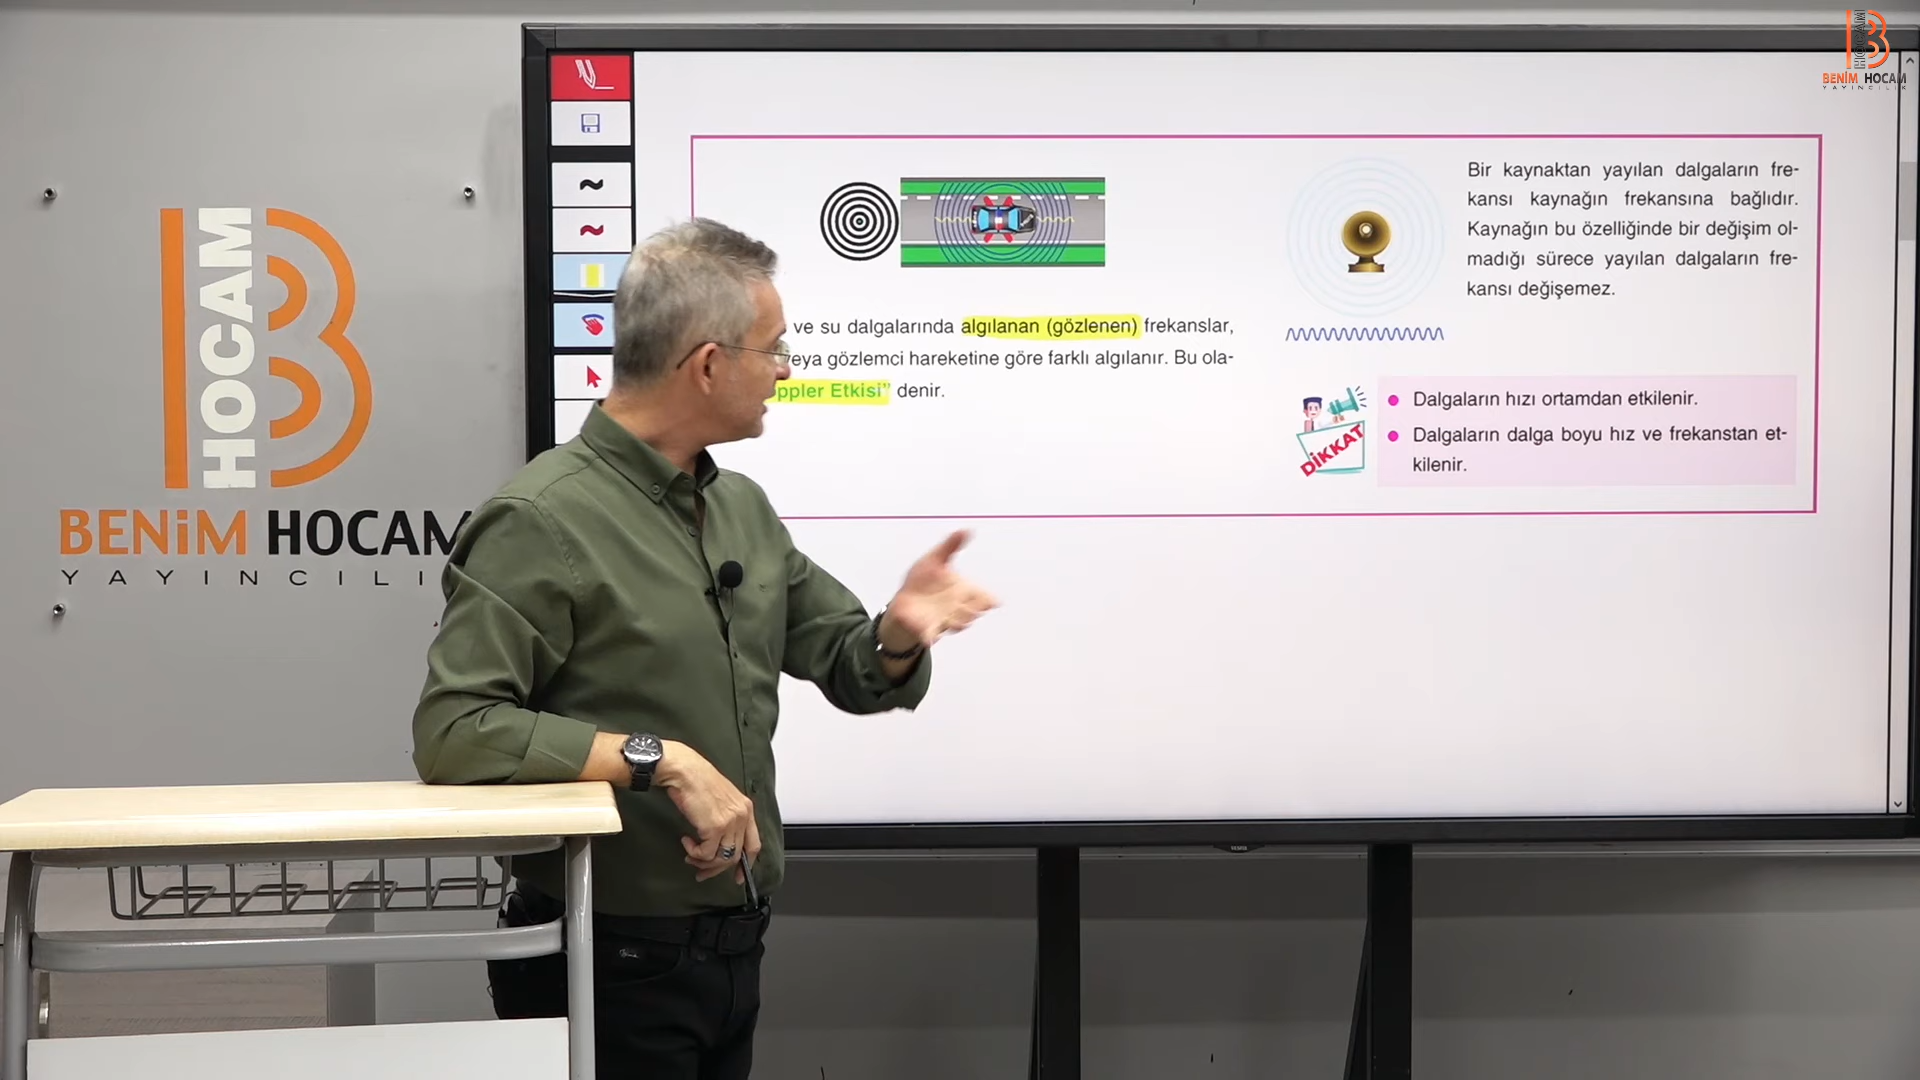 B
HOCAM
BENİM HOCAM
YAYINCILIK
ve su dalgalarında algılanan (gözlenen) frekanslar,
veya gözlemci hareketine göre farklı algılanır. Bu ola-
ppler Etkisi" denir.
Bir kaynaktan yayılan dalgaların fre-
kansı kaynağın frekansına bağlıdır.
Kaynağın bu özelliğinde bir değişim ol-
madığı sürece yayılan dalgaların fre-
kansı değişemez.
DİKKAT
Dalgaların hızı ortamdan etkilenir.
Dalgaların dalga boyu hız ve frekanstan et-
kilenir.
B
HOCAM
BENİM HOCAM
YAYINCILI